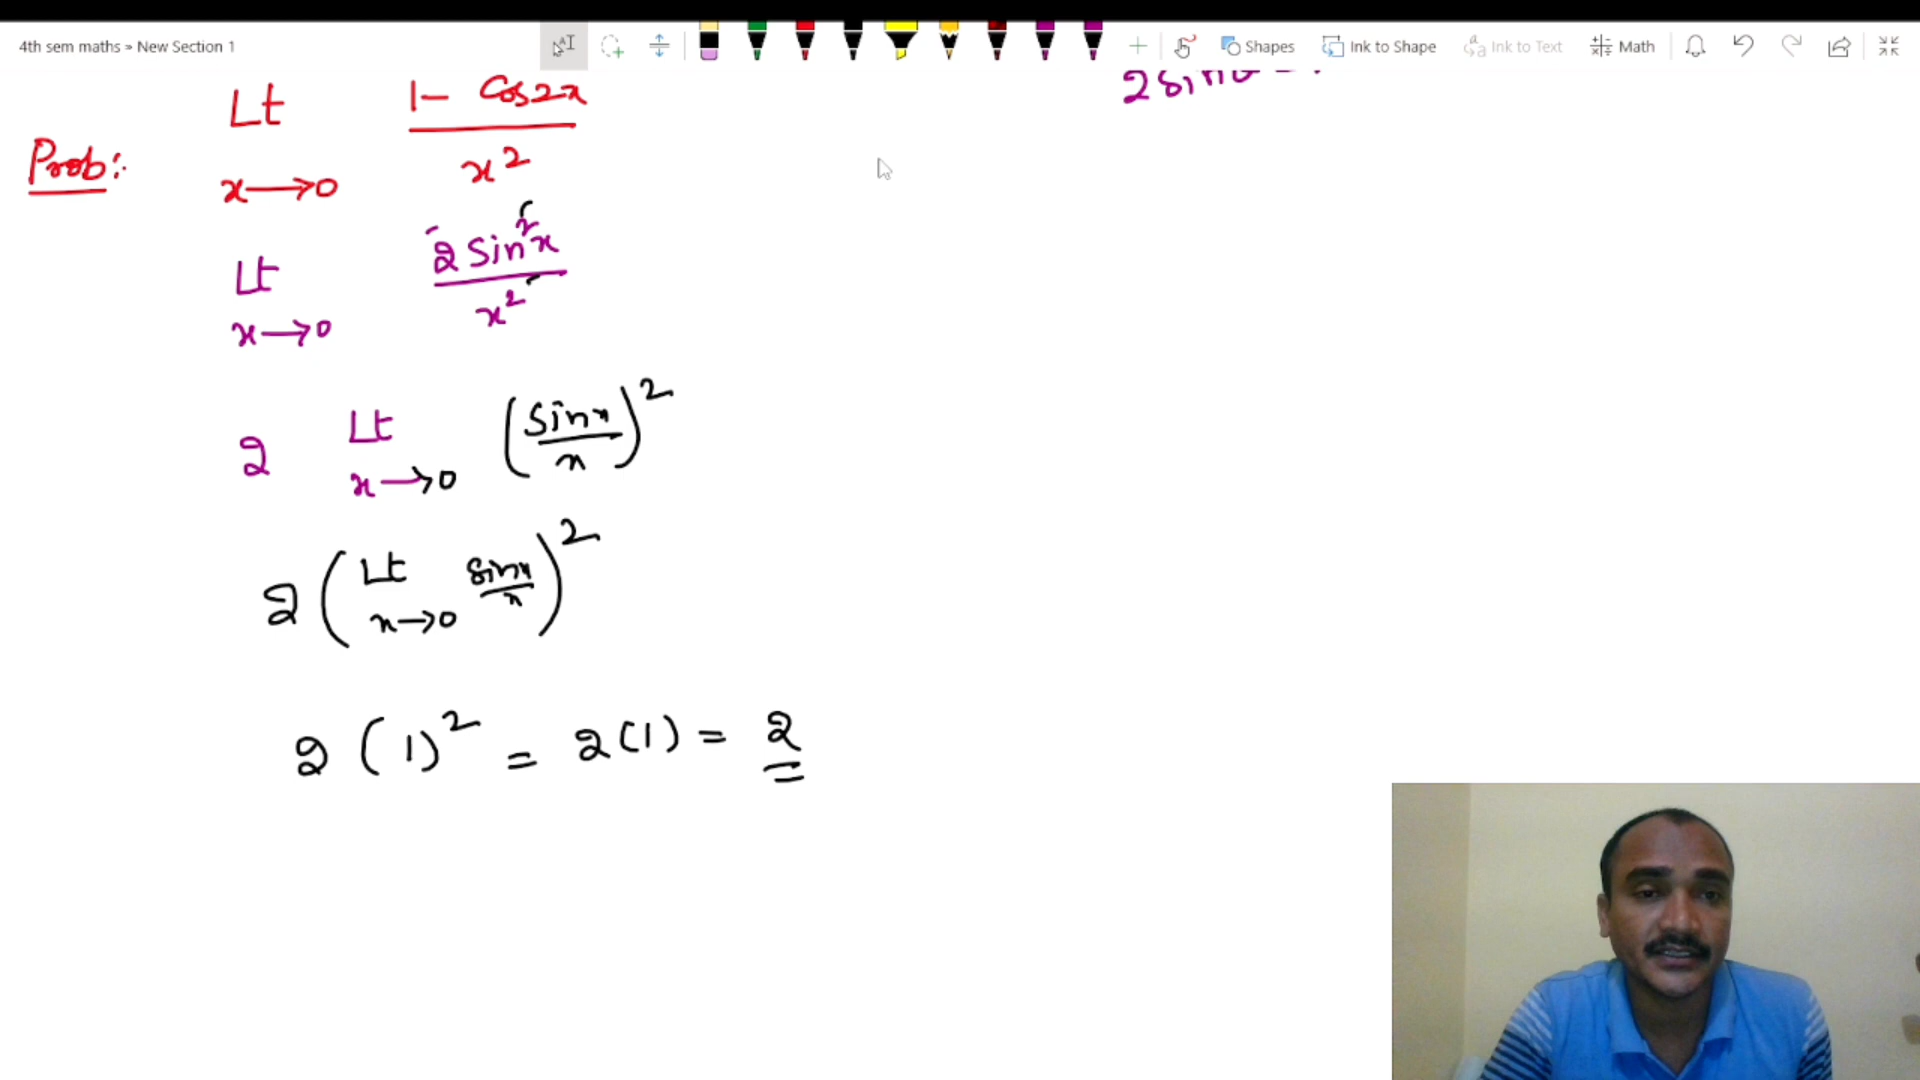 4th sem maths » New Section 1
Shapes Ink to Shape Ink to Text Math
Prob:
Lt x→0 1 - Cos2x / x²
Lt x→0 2 Sin²x / x²
2 Lt x→0 (Sinx / x)²
2 (Lt x→0 Sinx / x)²
2 (1)² = 2(1) = 2